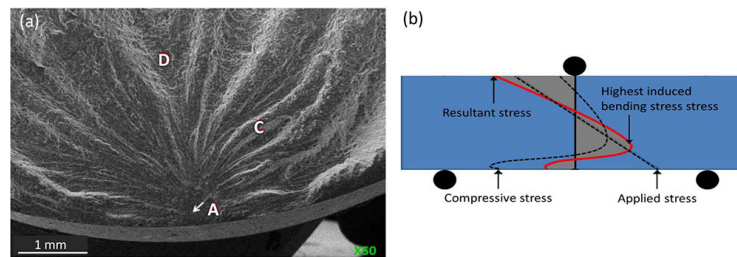 (a)
D
C
A
1 mm
X50
(b)
Highest induced
bending stress stress
Resultant stress
Compressive stress
Applied stress